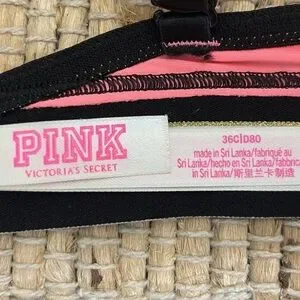 PINK
VICTORIA'S SECRET
36C|D80
made in Sri Lanka/fabriqué au
Sri Lanka/hecho en Sri Lanka/fabbricato
in Sri Lanka/斯里兰卡制造